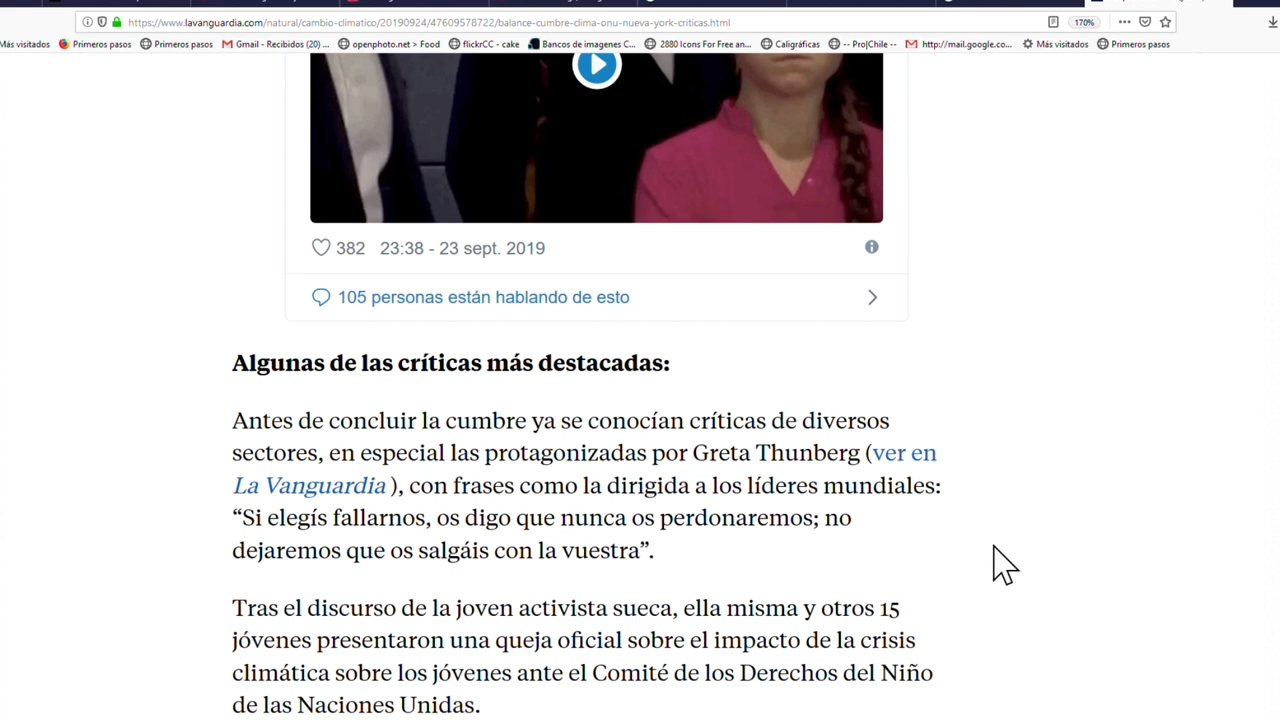 https://www.lavanguardia.com/natural/cambio-climatico/20190924/47609578722/balance-cumbre-clima-onu-nueva-york-criticas.html
170%
Más visitados Primeros pasos Primeros pasos Gmail - Recibidos (20) ... openphoto.net > Food flickrCC - cake Bancos de imagenes C... 2880 Icons For Free an... Caligráficas -- Pro|Chile -- http://mail.google.co... Más visitados Primeros pasos
382 23:38 - 23 sept. 2019
105 personas están hablando de esto
Algunas de las críticas más destacadas:
Antes de concluir la cumbre ya se conocían críticas de diversos
sectores, en especial las protagonizadas por Greta Thunberg (ver en
La Vanguardia ), con frases como la dirigida a los líderes mundiales:
“Si elegís fallarnos, os digo que nunca os perdonaremos; no
dejaremos que os salgáis con la vuestra”.
Tras el discurso de la joven activista sueca, ella misma y otros 15
jóvenes presentaron una queja oficial sobre el impacto de la crisis
climática sobre los jóvenes ante el Comité de los Derechos del Niño
de las Naciones Unidas.